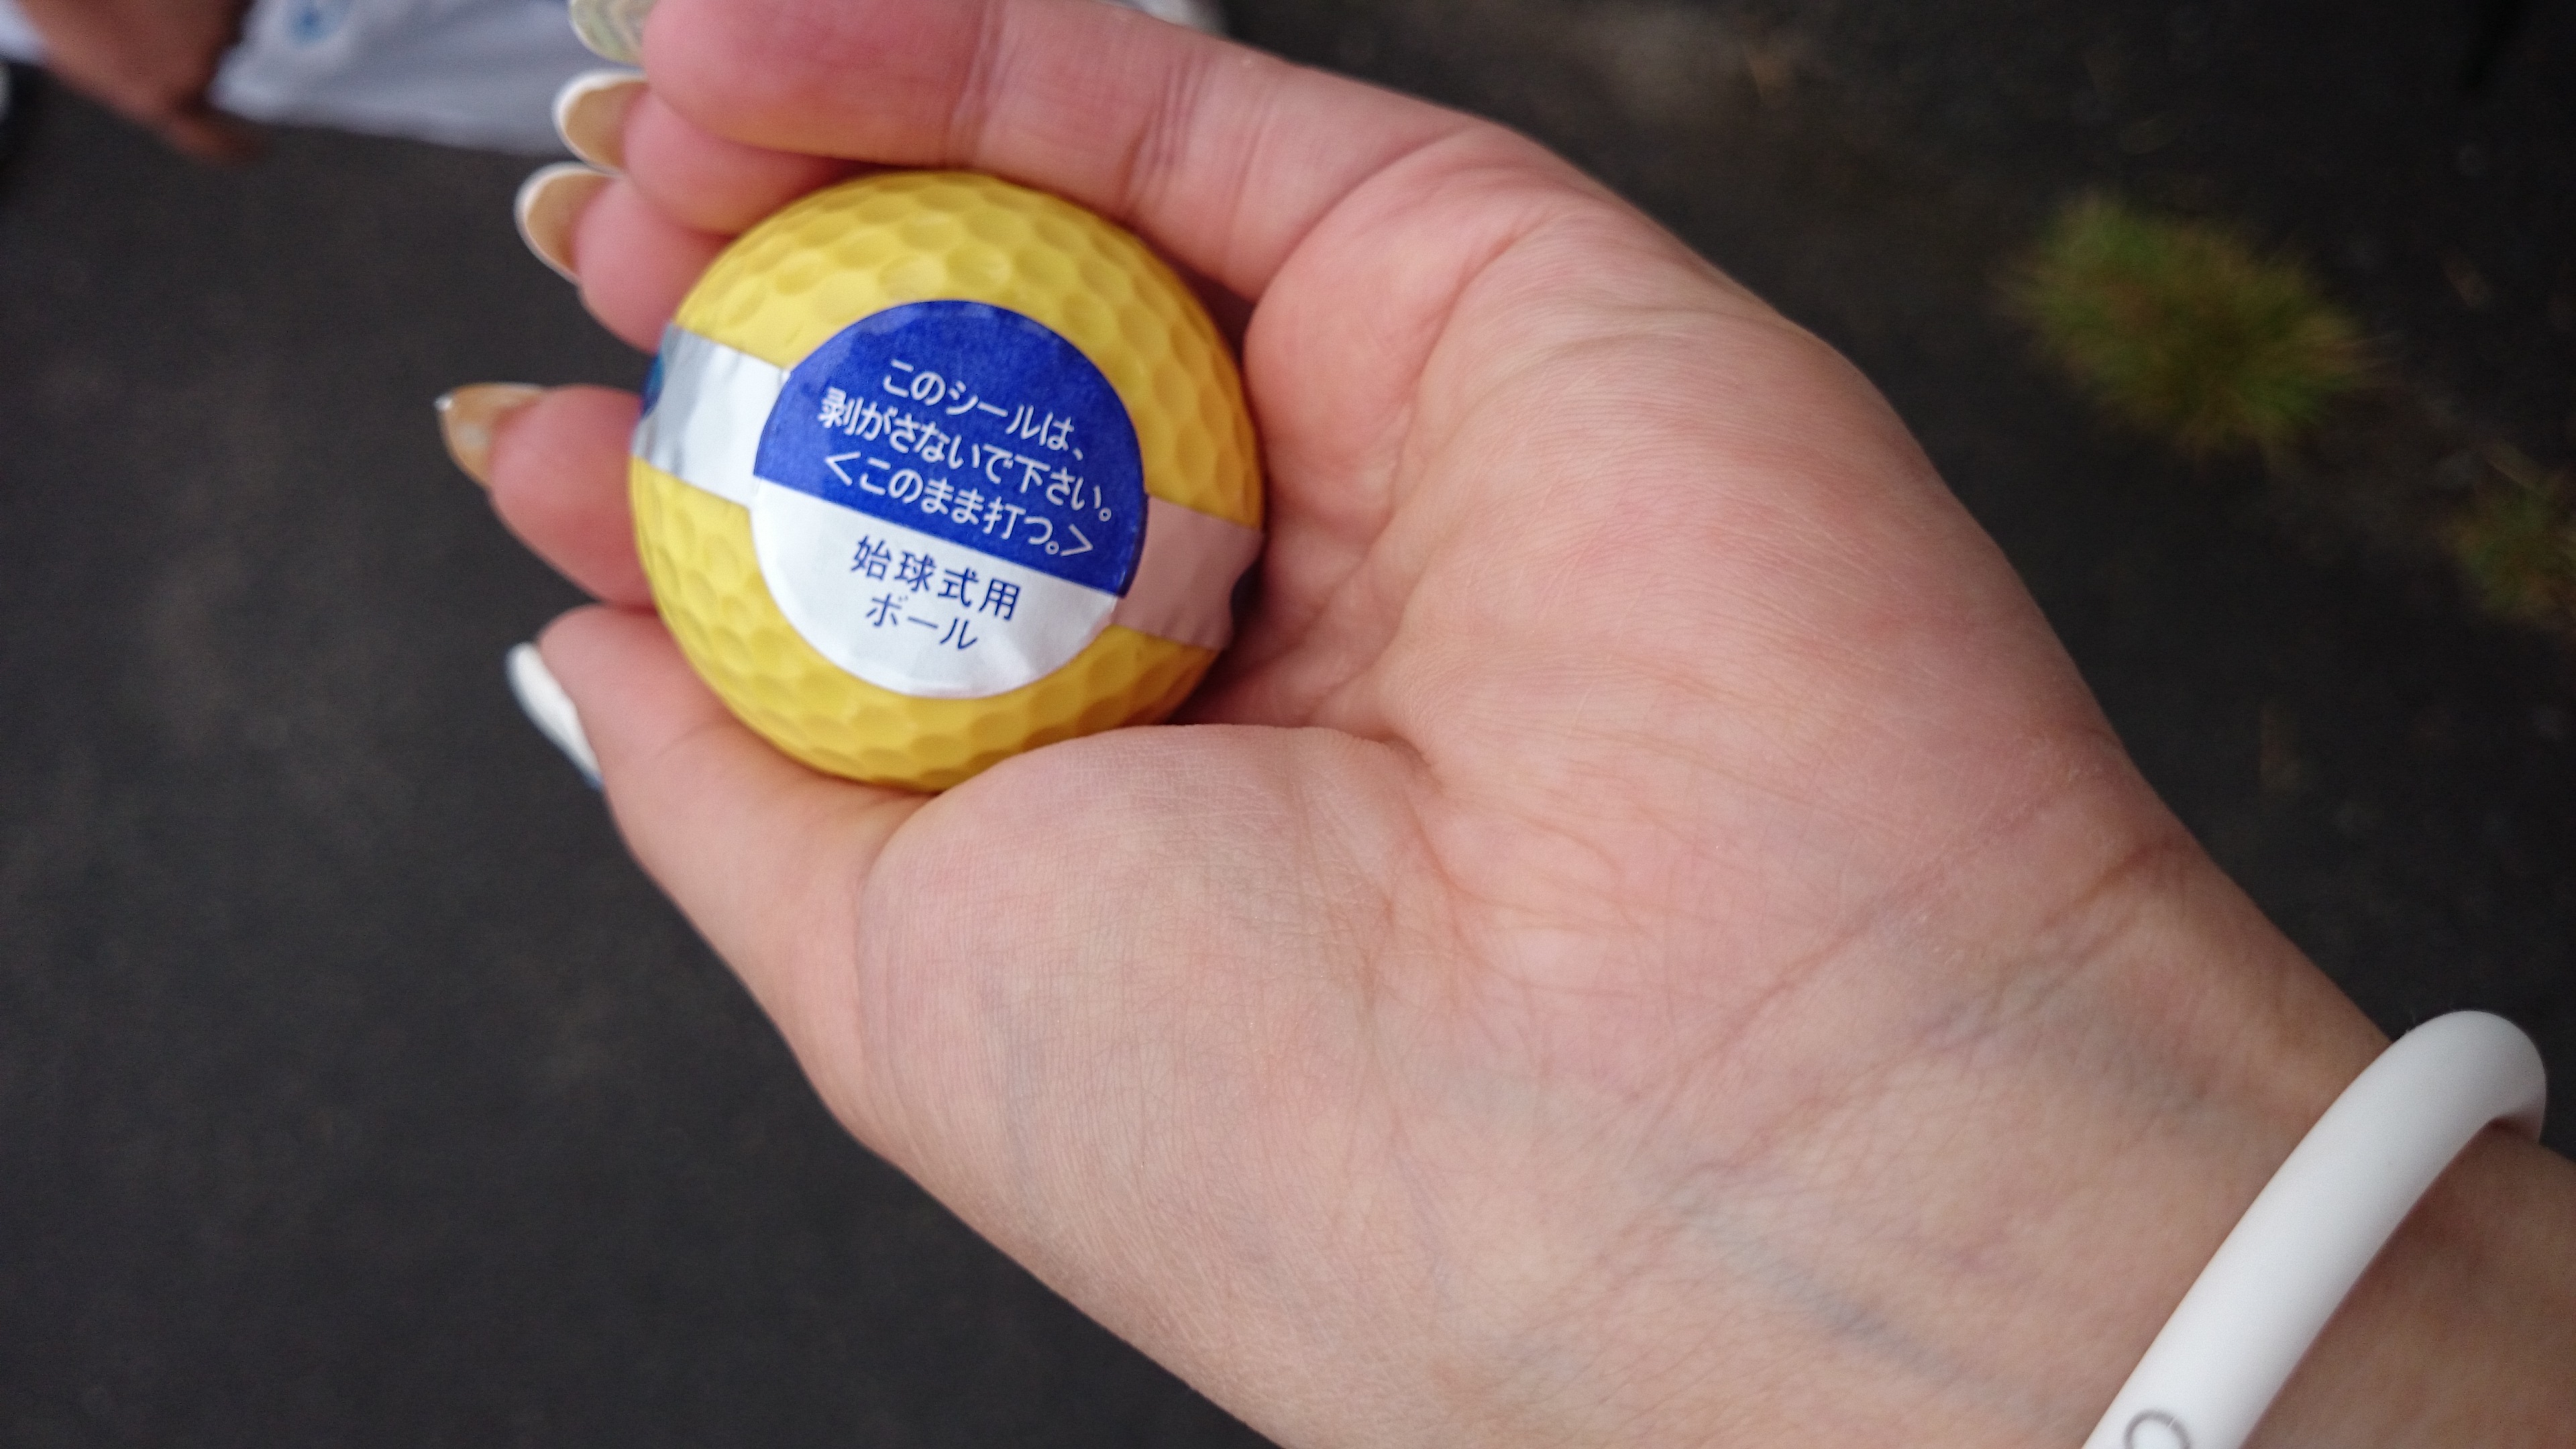 このシールは、
剥がさないで下さい。
＜このまま打つ。＞
始球式用
ボール